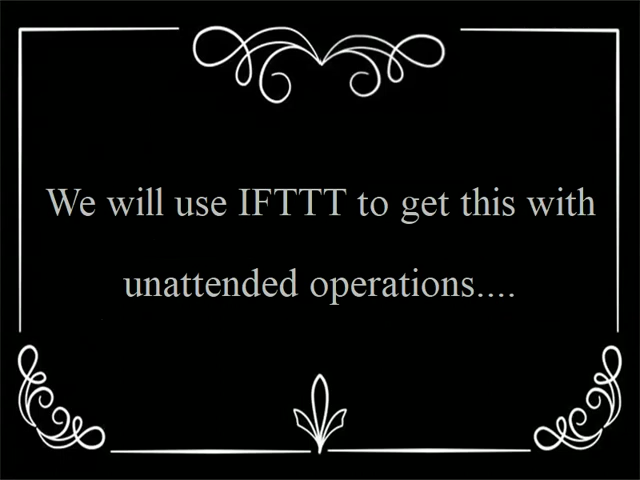 We will use IFTTT to get this with
unattended operations....